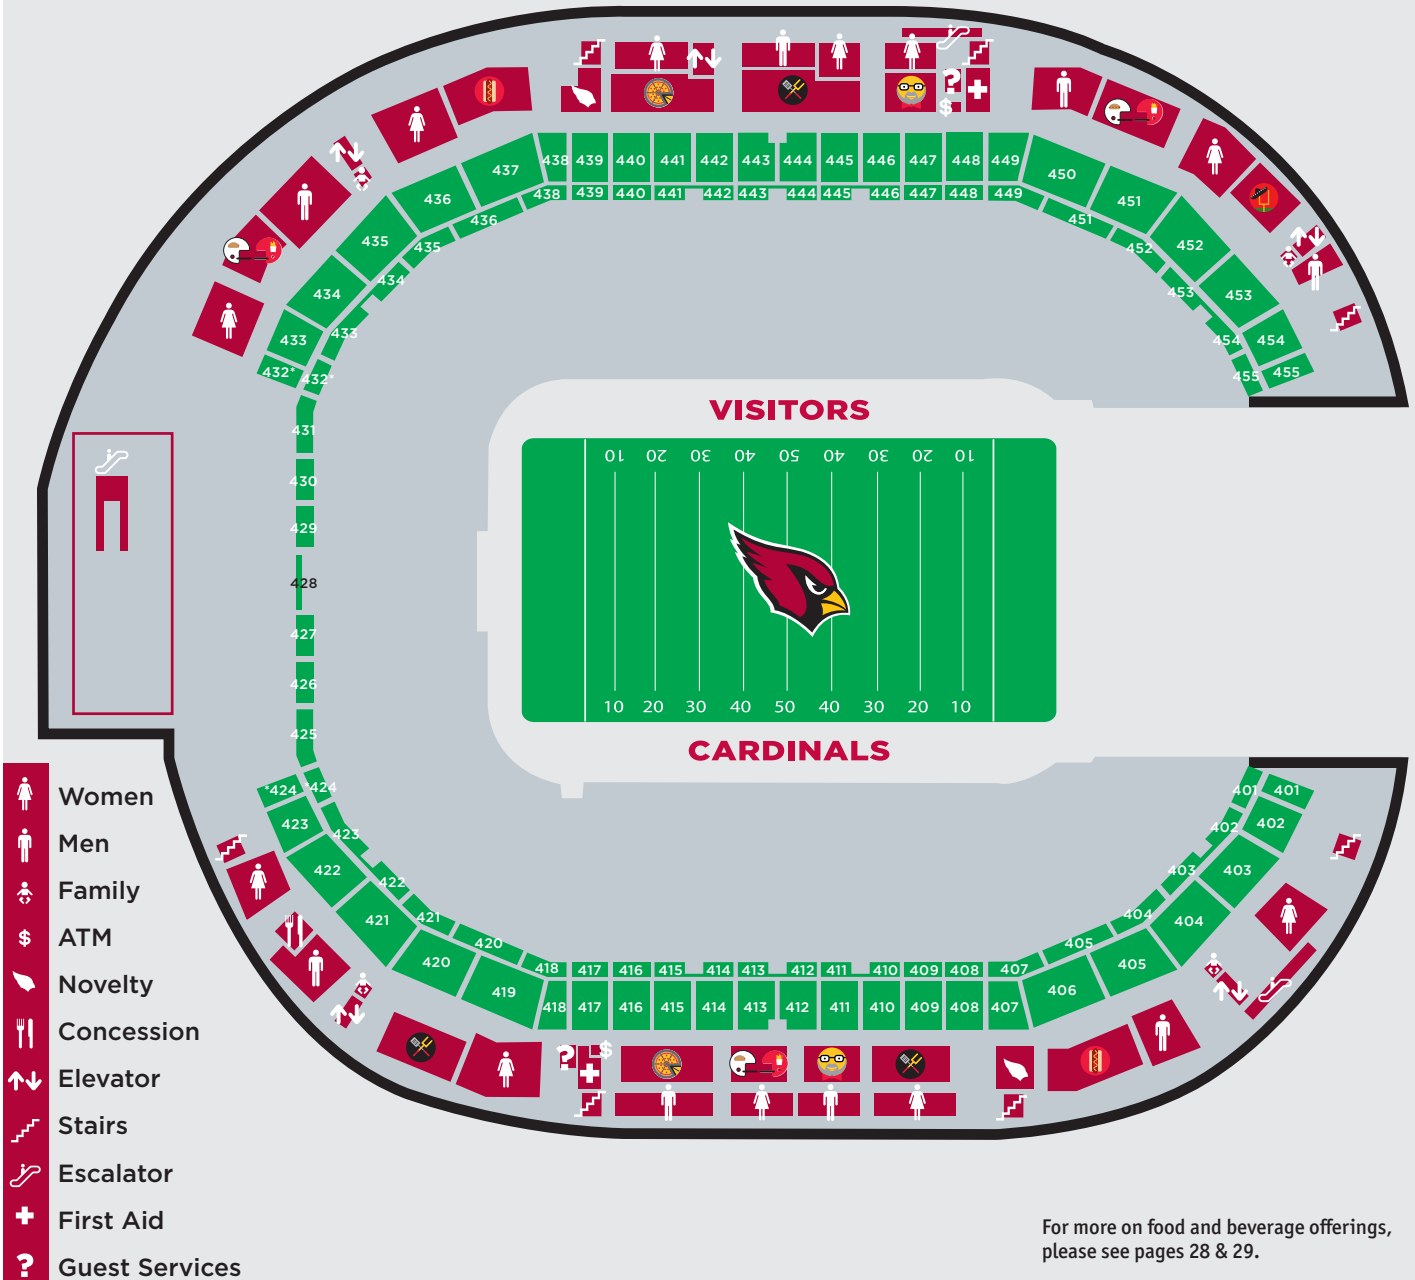 ?
$
438 439 440 441 442 443 444 445 446 447 448 449
437
450
438 439 440 441 442 443 444 445 446 447 448 449
436
451
436
451
435
452
435
452
434
453
434
453
433
454
433
454
432*
432*
455
455
431
VISITORS
10 20 30 40 50 40 30 20 10
430
429
428
427
426
10 20 30 40 50 40 30 20 10
425
CARDINALS
*424
*424
401
401
423
423
402
402
422
422
403
403
421
421
404
404
420
420
405
405
419
406
418 417 416 415 414 413 412 411 410 409 408 407
418 417 416 415 414 413 412 411 410 409 408 407
?
$
Women
Men
Family
$ ATM
Novelty
Concession
Elevator
Stairs
Escalator
First Aid
? Guest Services
For more on food and beverage offerings,
please see pages 28 & 29.